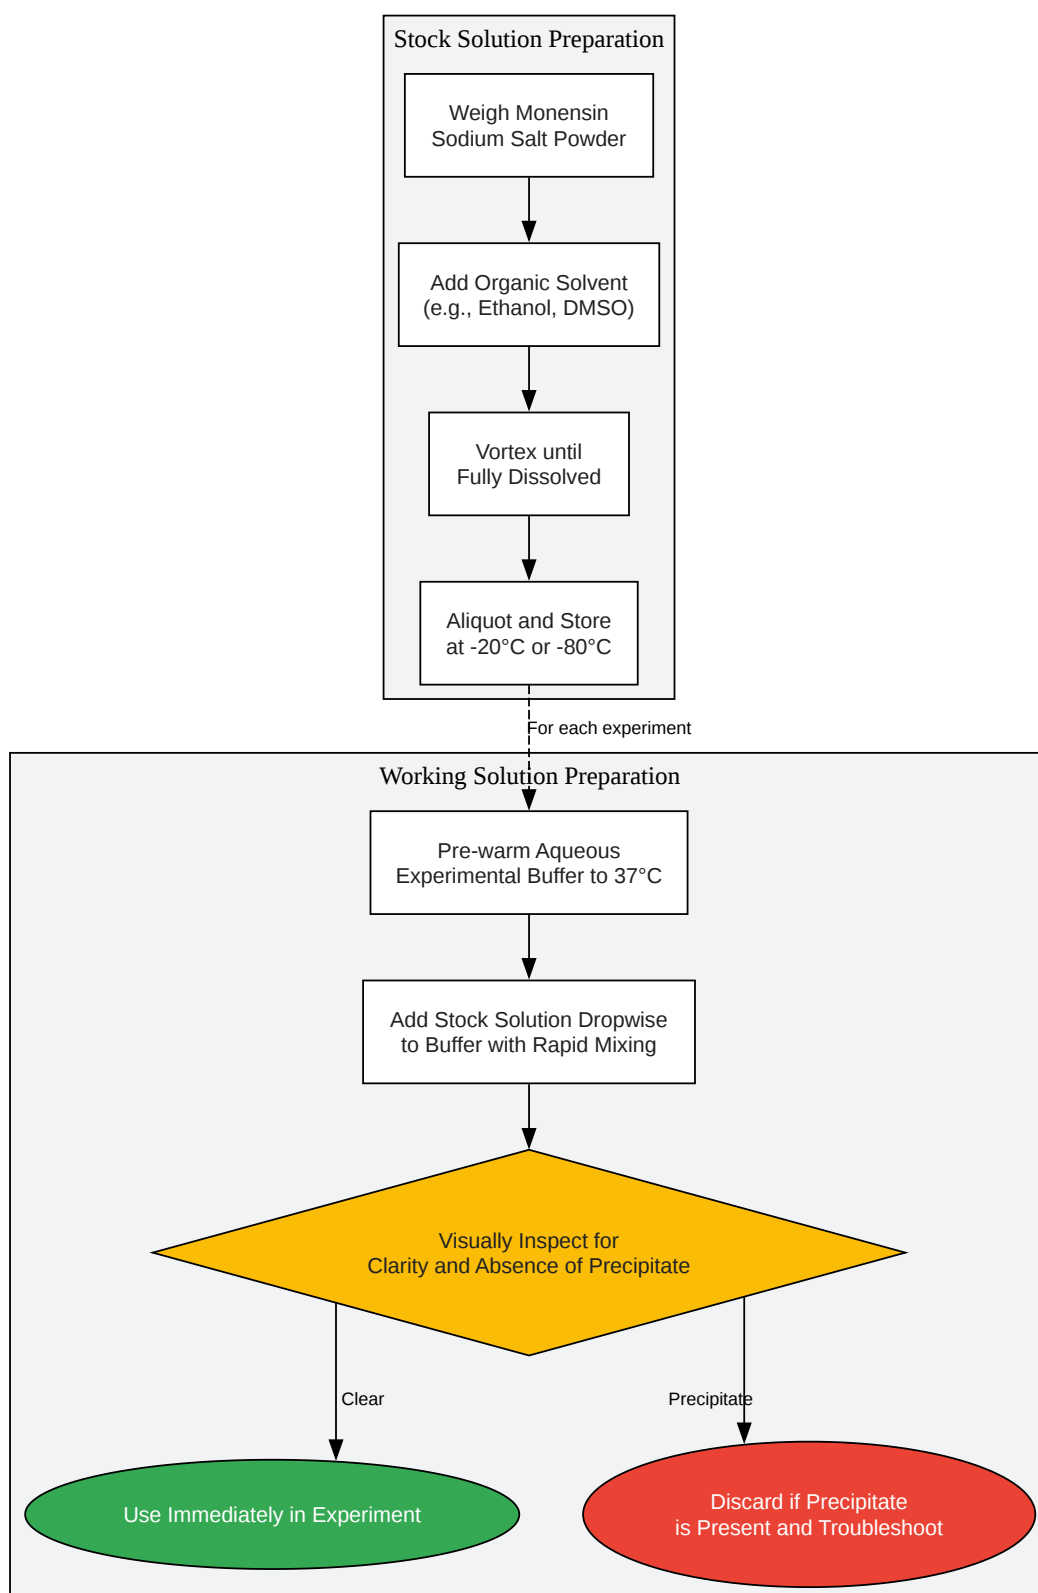 Stock Solution Preparation
Weigh Monensin
Sodium Salt Powder
Add Organic Solvent
(e.g., Ethanol, DMSO)
Vortex until
Fully Dissolved
Aliquot and Store
at -20°C or -80°C
For each experiment
Working Solution Preparation
Pre-warm Aqueous
Experimental Buffer to 37°C
Add Stock Solution Dropwise
to Buffer with Rapid Mixing
Visually Inspect for
Clarity and Absence of Precipitate
Clear
Precipitate
Use Immediately in Experiment
Discard if Precipitate
is Present and Troubleshoot